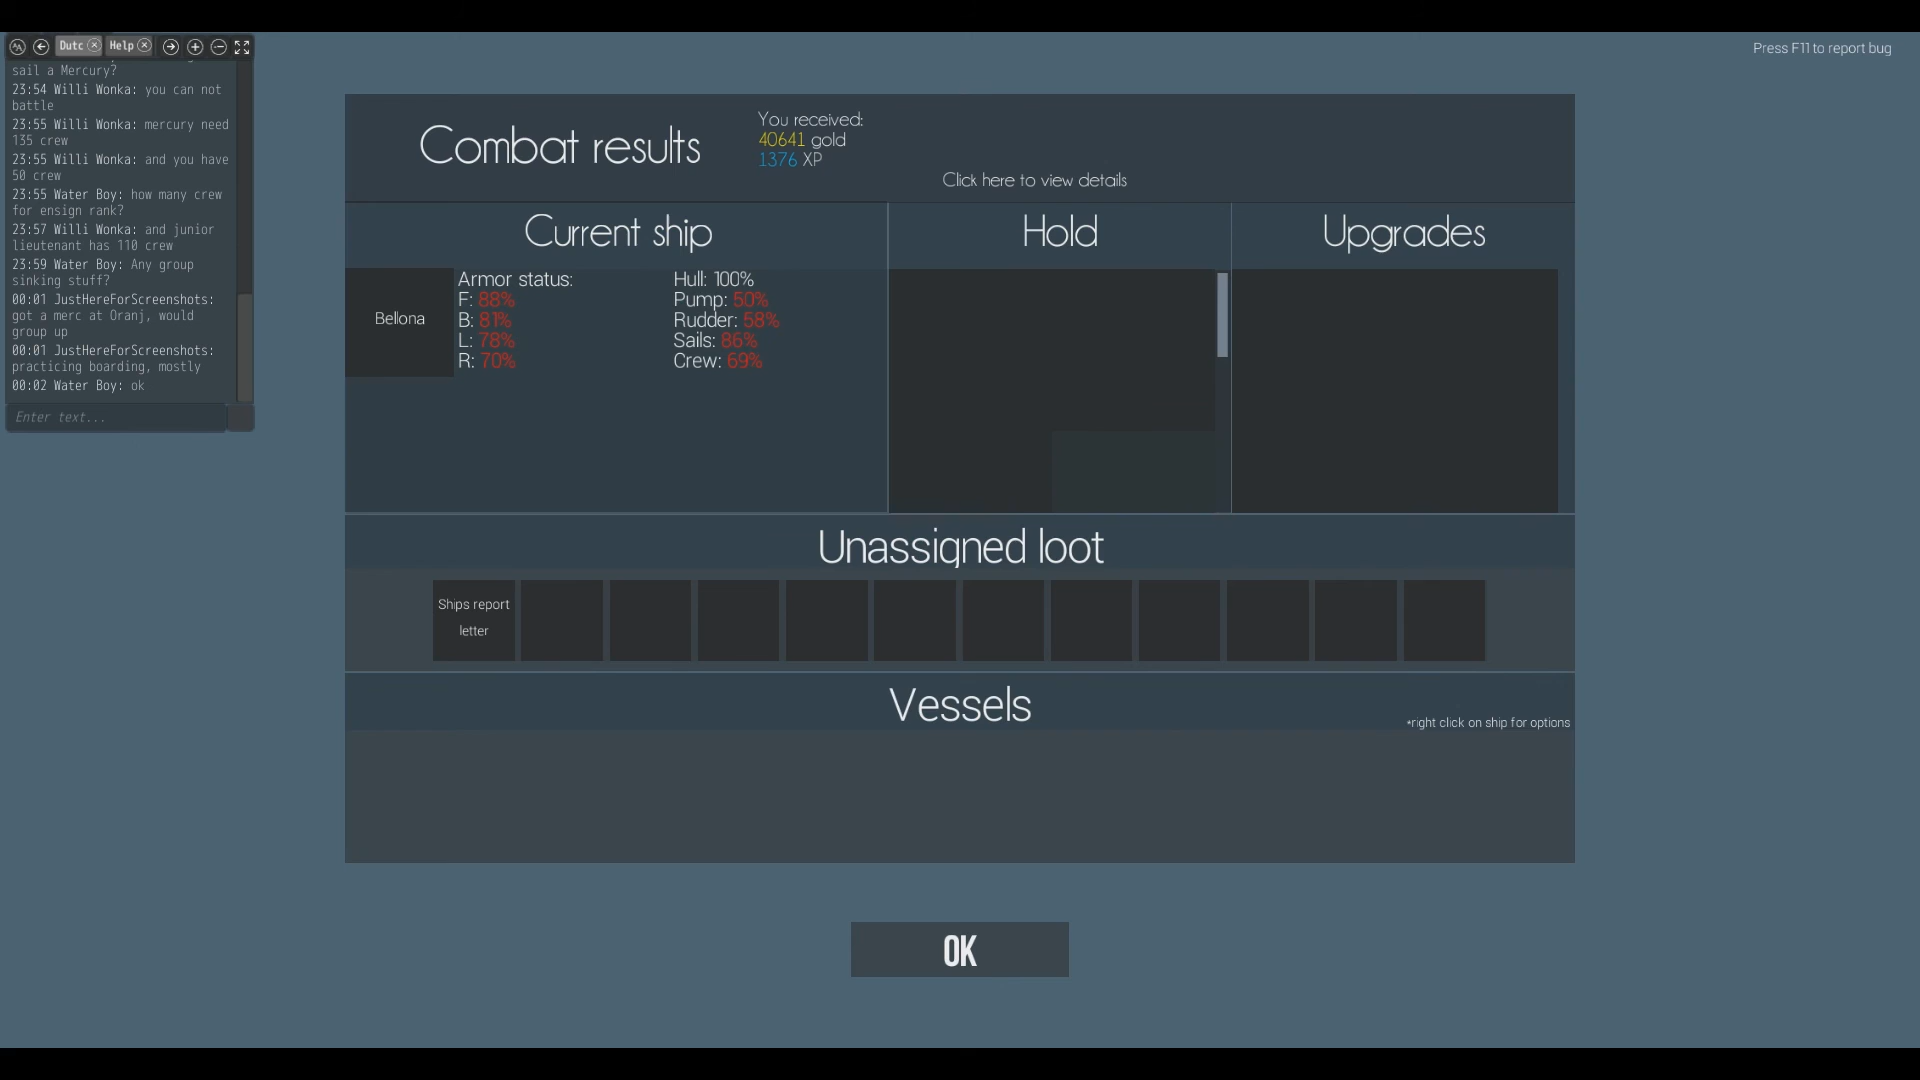 Press F11 to report bug
Dutc
Help
sail a Mercury?
23:54 Willi Wonka: you can not
battle
23:55 Willi Wonka: mercury need
135 crew
23:55 Willi Wonka: and you have
50 crew
23:55 Water Boy: how many crew
for ensign rank?
23:57 Willi Wonka: and junior
lieutenant has 110 crew
23:59 Water Boy: Any group
sinking stuff?
00:01 JustHereForScreenshots:
got a merc at Oranj, would
group up
00:01 JustHereForScreenshots:
practicing boarding, mostly
00:02 Water Boy: ok
Enter text...
Combat results
You received:
40641 gold
1376 XP
Click here to view details
Current ship
Hold
Upgrades
Bellona
Armor status:
F: 88%
B: 81%
L: 78%
R: 70%
Hull: 100%
Pump: 50%
Rudder: 58%
Sails: 86%
Crew: 69%
Unassigned loot
Ships report
letter
Vessels
*right click on ship for options
OK